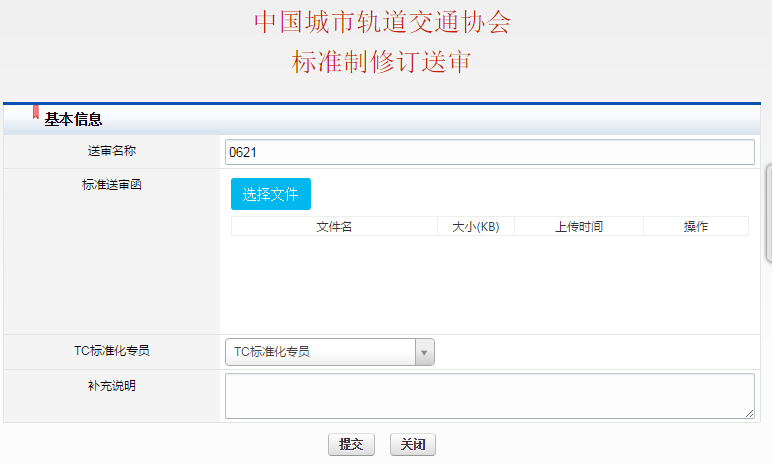 中国城市轨道交通协会
标准制修订送审
基本信息
送审名称 0621
标准送审函 选择文件
文件名 大小(KB) 上传时间 操作
TC标准化专员 TC标准化专员
补充说明
提交 关闭